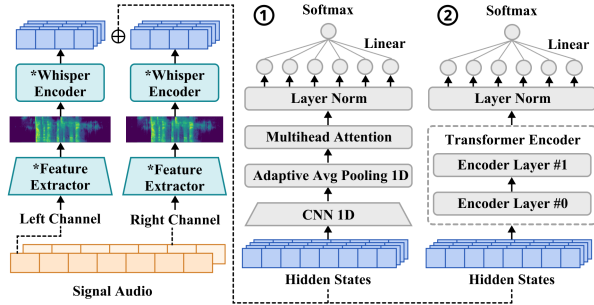 *Whisper
Encoder
*Feature
Extractor
Left Channel
*Whisper
Encoder
*Feature
Extractor
Right Channel
Signal Audio
1
Softmax
Linear
Layer Norm
Multihead Attention
Adaptive Avg Pooling 1D
CNN 1D
Hidden States
2
Softmax
Linear
Layer Norm
Transformer Encoder
Encoder Layer #1
Encoder Layer #0
Hidden States